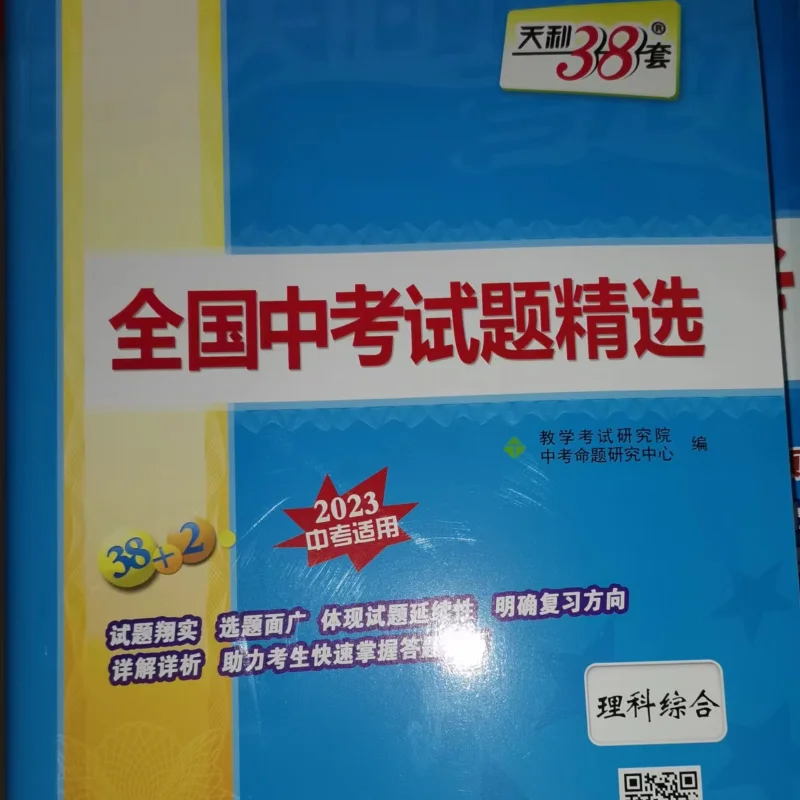 天利38套®
全国中考试题精选
教学考试研究院
中考命题研究中心 编
2023
中考适用
38+2
试题翔实 选题面广 体现试题延续性 明确复习方向
详解详析 助力考生快速掌握答题
理科综合